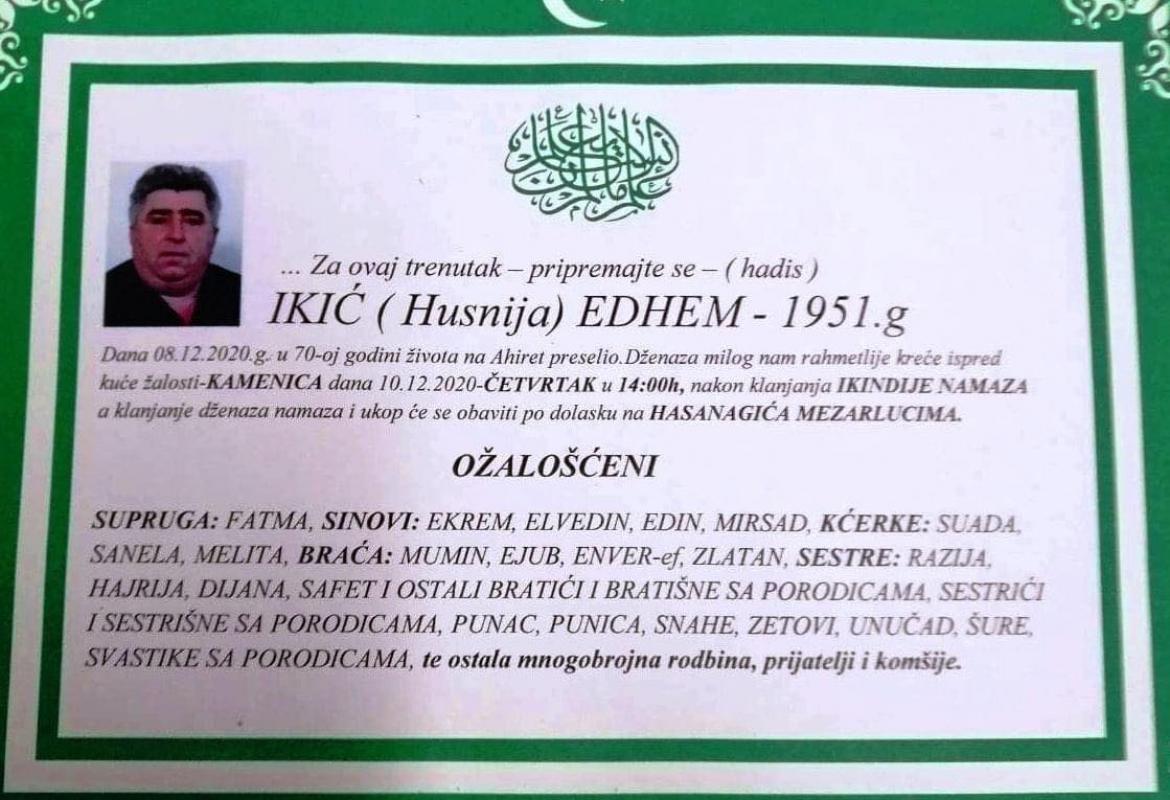 ... Za ovaj trenutak – pripremajte se – ( hadis )
IKIĆ ( Husnija) EDHEM - 1951.g
Dana 08.12.2020.g. u 70-oj godini života na Ahiret preselio.Dženaza milog nam rahmetlije kreće ispred
kuće žalosti-KAMENICA dana 10.12.2020-ČETVRTAK u 14:00h, nakon klanjanja IKINDIJE NAMAZA
a klanjanje dženaza namaza i ukop će se obaviti po dolasku na HASANAGIĆA MEZARLUCIMA.
OŽALOŠĆENI
SUPRUGA: FATMA, SINOVI: EKREM, ELVEDIN, EDIN, MIRSAD, KĆERKE: SUADA,
SANELA, MELITA, BRAĆA: MUMIN, EJUB, ENVER-ef, ZLATAN, SESTRE: RAZIJA,
HAJRIJA, DIJANA, SAFET I OSTALI BRATIĆI I BRATIŠNE SA PORODICAMA, SESTRIĆI
I SESTRIŠNE SA PORODICAMA, PUNAC, PUNICA, SNAHE, ZETOVI, UNUČAD, ŠURE,
SVASTIKE SA PORODICAMA, te ostala mnogobrojna rodbina, prijatelji i komšije.